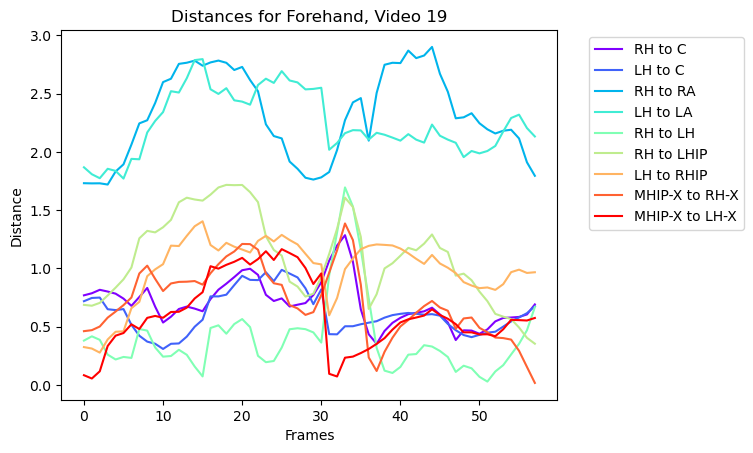 Distances for Forehand, Video 19
3.0
2.5
2.0
1.5
1.0
0.5
0.0
Distance
0
10
20
30
40
50
Frames
RH to C
LH to C
RH to RA
LH to LA
RH to LH
RH to LHIP
LH to RHIP
MHIP-X to RH-X
MHIP-X to LH-X